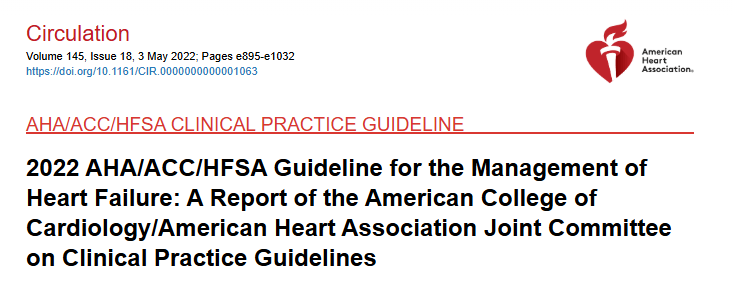 Circulation
Volume 145, Issue 18, 3 May 2022; Pages e895-e1032
https://doi.org/10.1161/CIR.0000000000001063
American
Heart
Association.
AHA/ACC/HFSA CLINICAL PRACTICE GUIDELINE
2022 AHA/ACC/HFSA Guideline for the Management of
Heart Failure: A Report of the American College of
Cardiology/American Heart Association Joint Committee
on Clinical Practice Guidelines